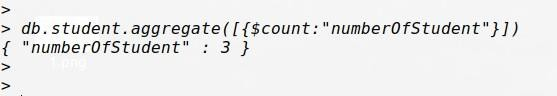 >
> db.student.aggregate([{$count:"numberOfStudent"}])
{ "numberOfStudent" : 3 }
1.png
>
>